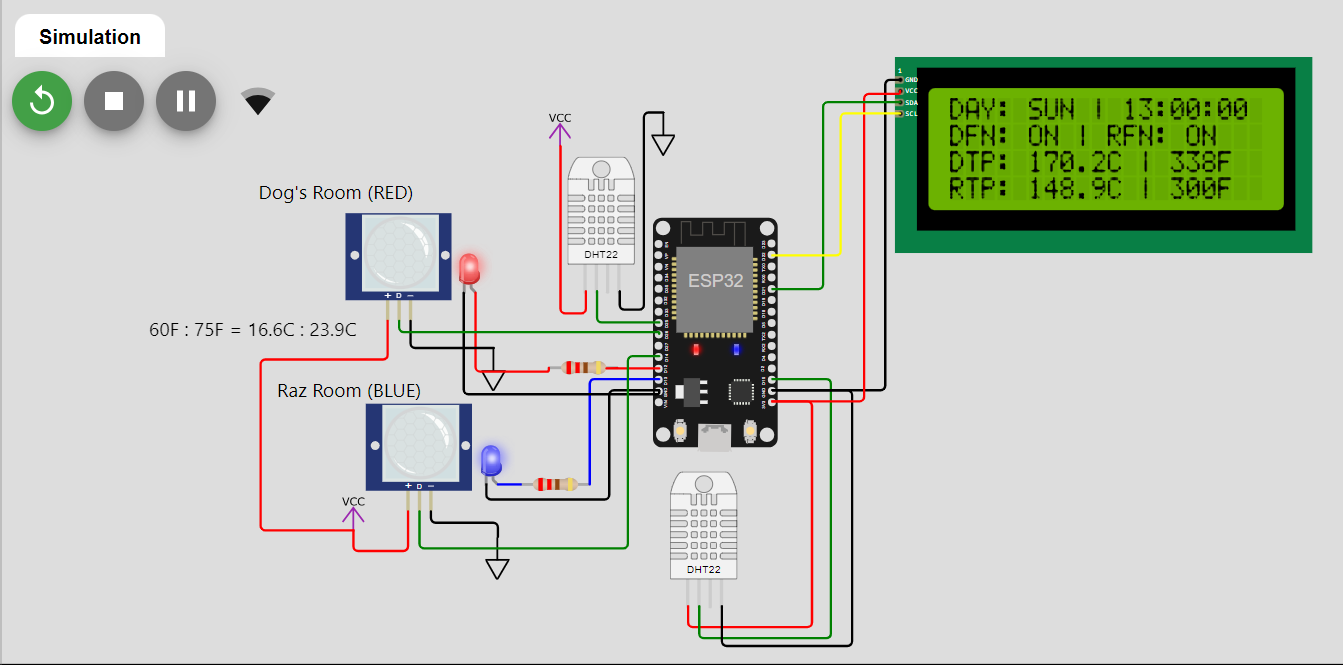 Simulation
VCC
Dog's Room (RED)
DHT22
+ D −
60F : 75F = 16.6C : 23.9C
Raz Room (BLUE)
+ D −
VCC
ESP32
DHT22
1
GND
VCC
SDA
SCL
DAY: SUN | 13:00:00
DFN: ON | RFN: ON
DTP: 170.2C | 338F
RTP: 148.9C | 300F